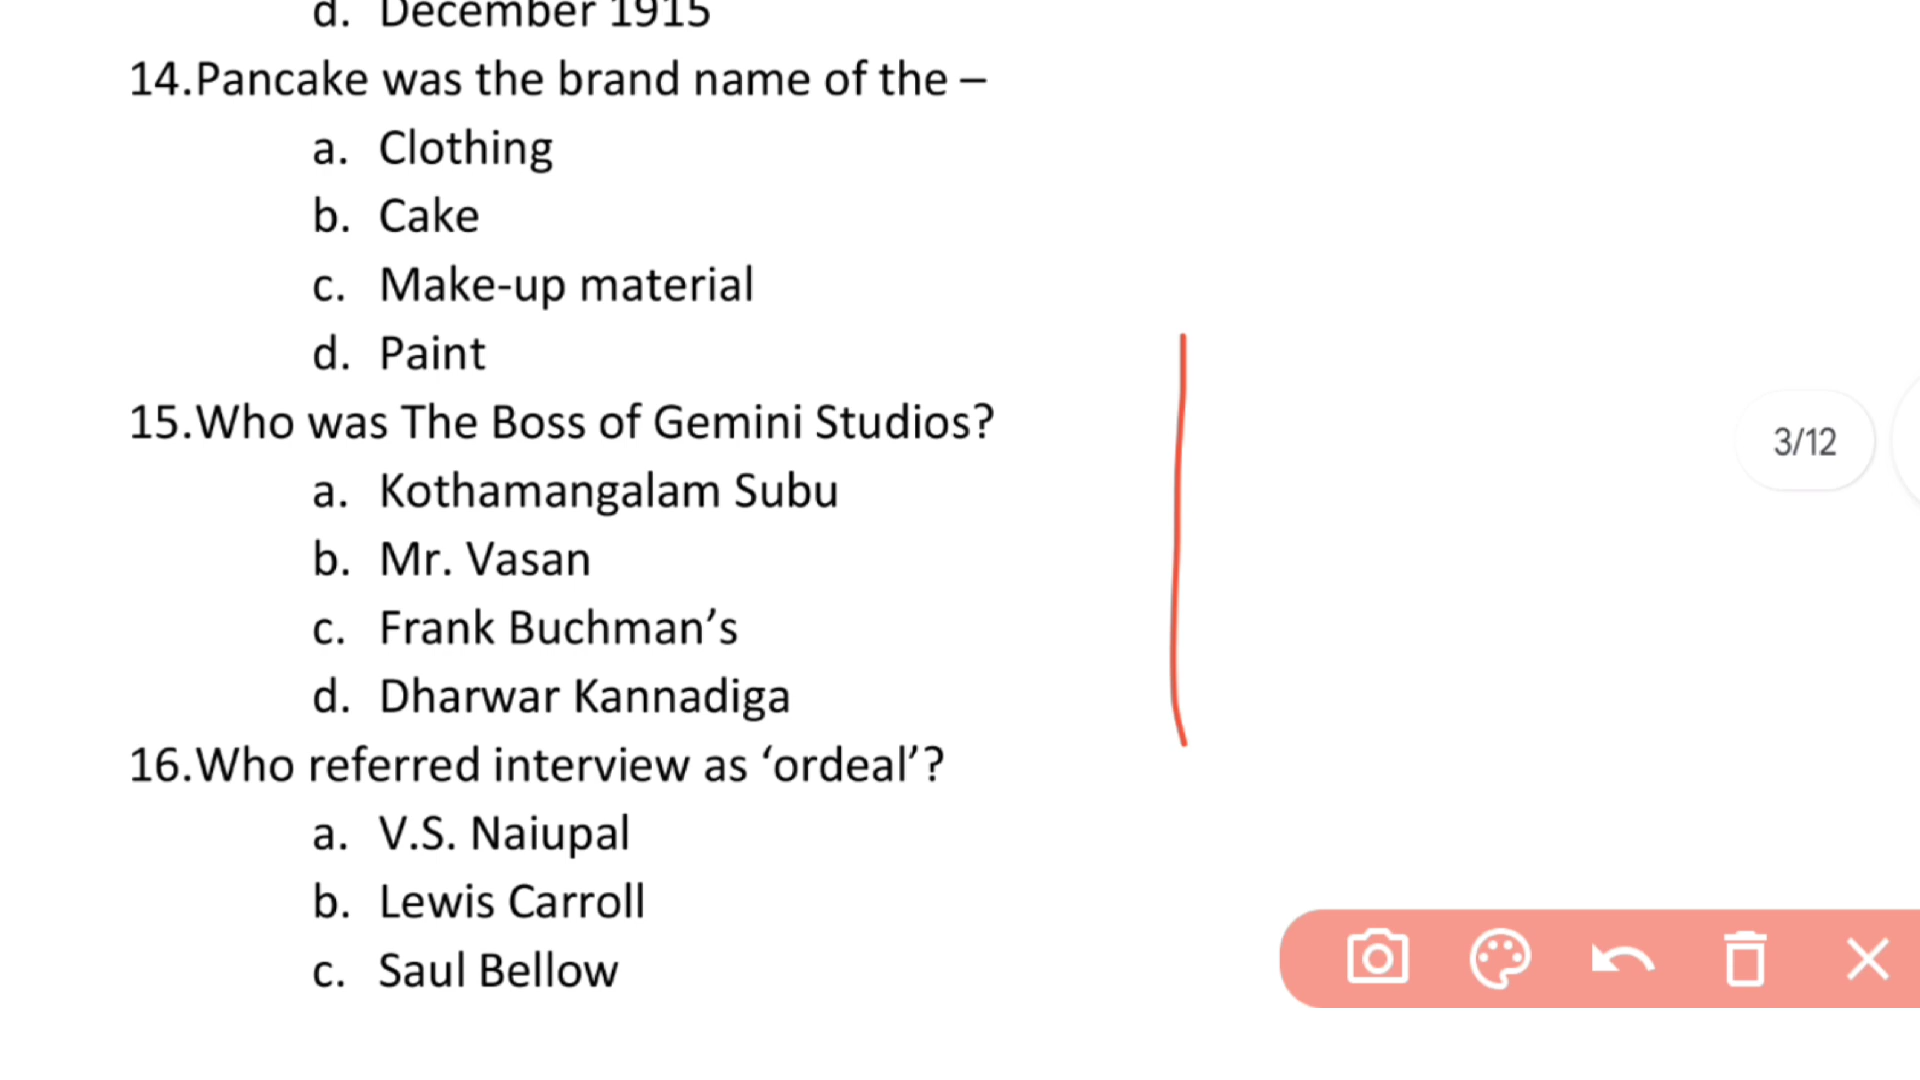 d. December 1915
14.Pancake was the brand name of the –
a. Clothing
b. Cake
c. Make-up material
d. Paint
15.Who was The Boss of Gemini Studios?
a. Kothamangalam Subu
b. Mr. Vasan
c. Frank Buchman’s
d. Dharwar Kannadiga
16.Who referred interview as ‘ordeal’?
a. V.S. Naiupal
b. Lewis Carroll
c. Saul Bellow
3/12